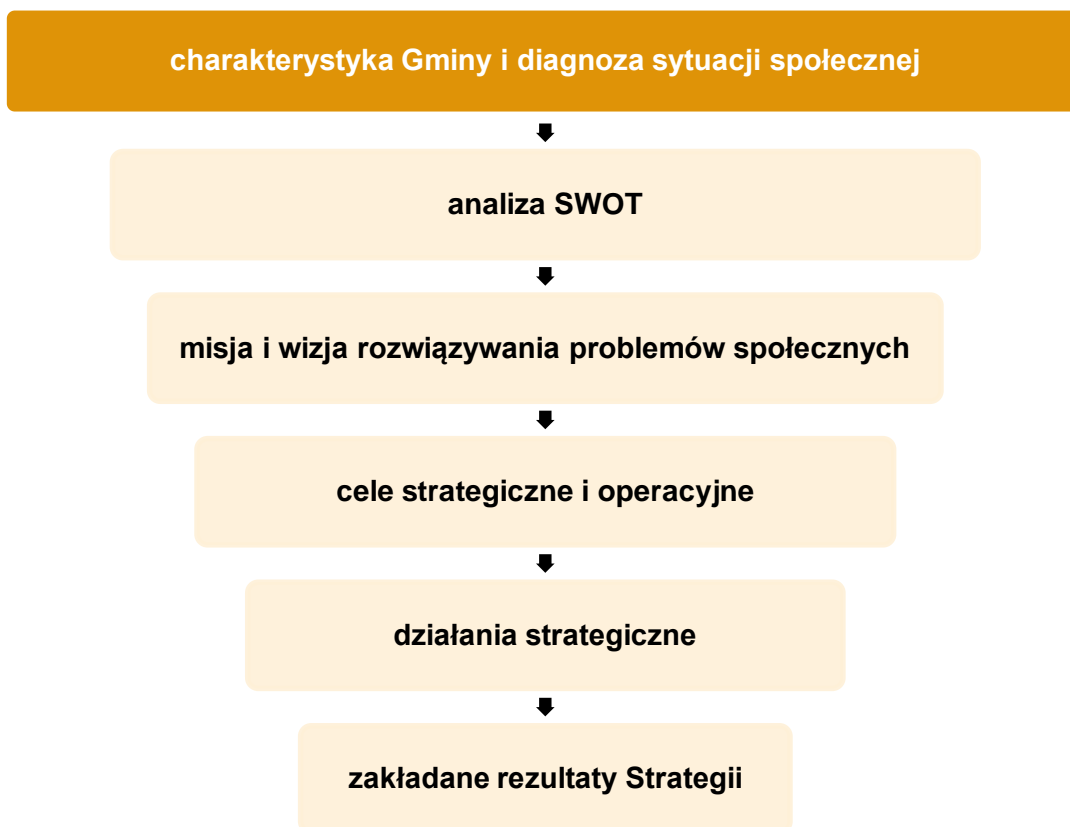 charakterystyka Gminy i diagnoza sytuacji społecznej
analiza SWOT
misja i wizja rozwiązywania problemów społecznych
cele strategiczne i operacyjne
działania strategiczne
zakładane rezultaty Strategii